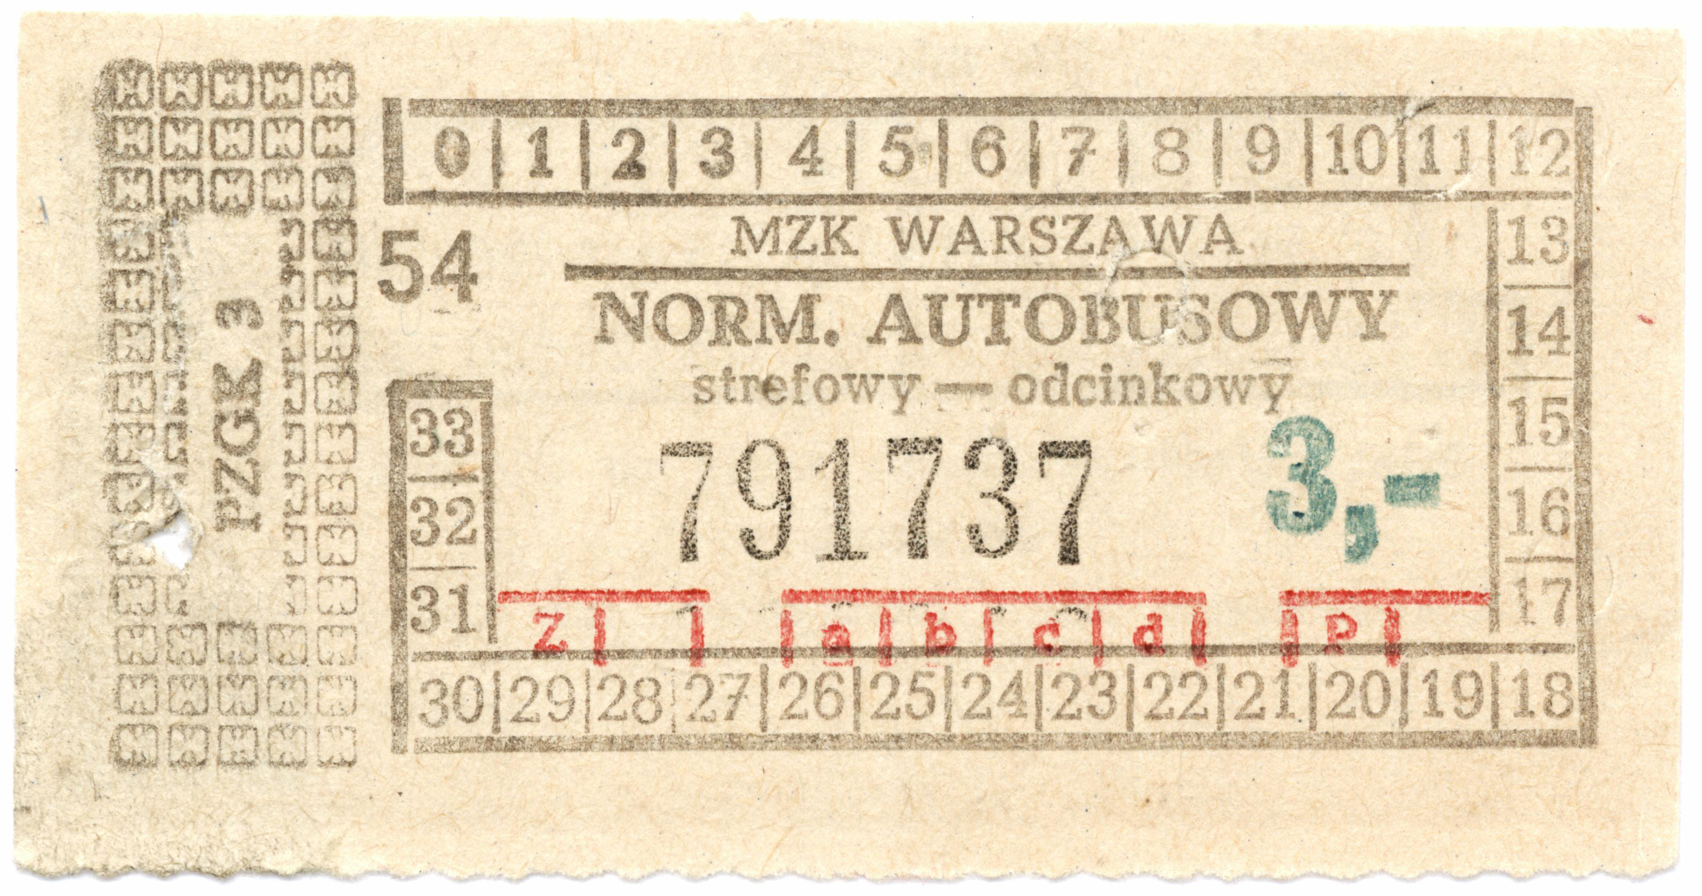 0 1 2 3 4 5 6 7 8 9 10 11 12
MZK WARSZAWA
13
54
NORM. AUTOBUSOWY
14
strefowy — odcinkowy
15
33
791737
3,-
16
32
31
17
Z a b c d P
30 29 28 27 26 25 24 23 22 21 20 19 18
PZGK 3